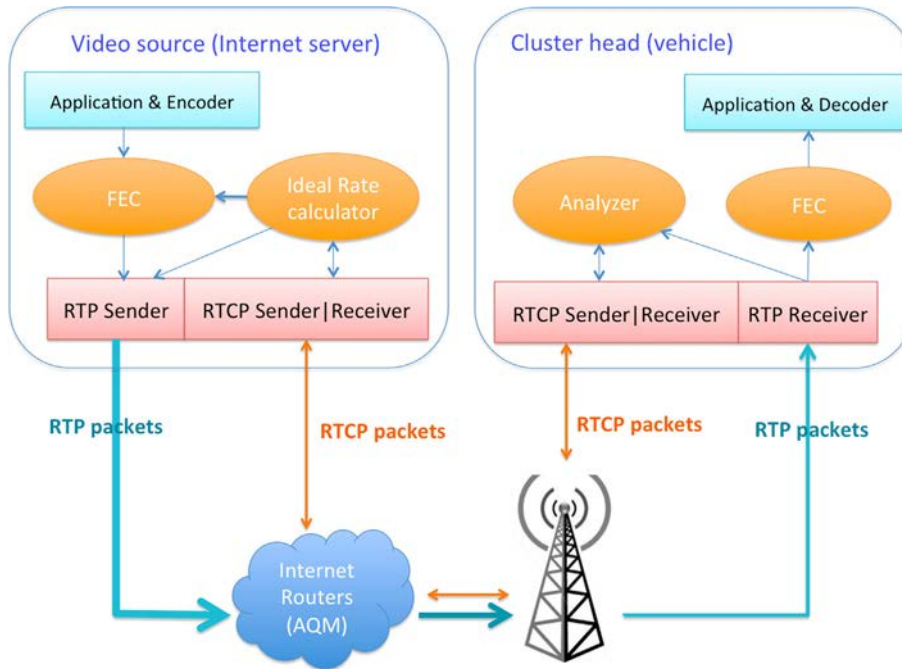 Video source (Internet server)
Cluster head (vehicle)
Application & Encoder
Application & Decoder
FEC
Ideal Rate
calculator
Analyzer
FEC
RTP Sender
RTCP Sender|Receiver
RTCP Sender|Receiver
RTP Receiver
RTP packets
RTCP packets
RTCP packets
RTP packets
Internet
Routers
(AQM)